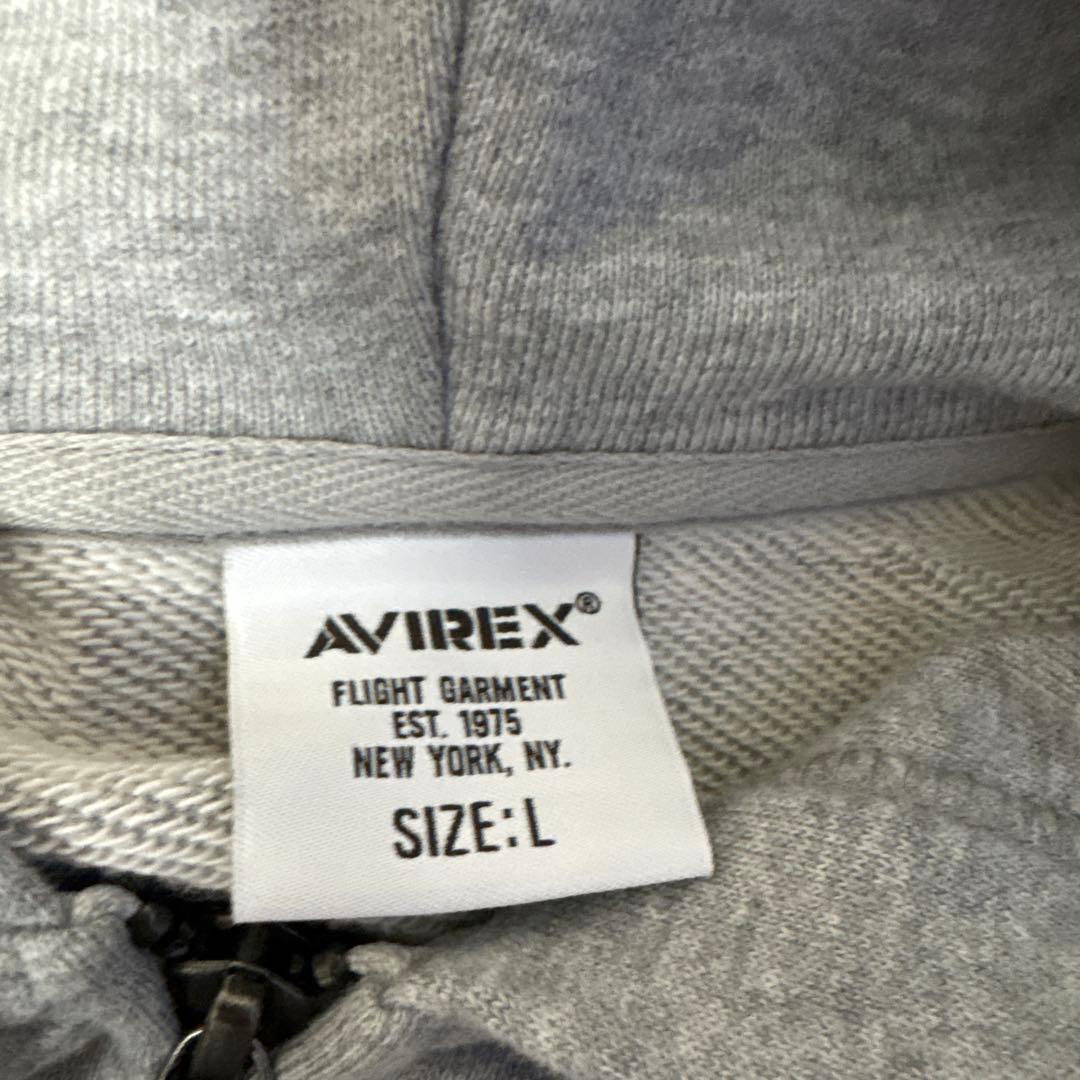 AVIREX®
FLIGHT GARMENT
EST. 1975
NEW YORK, NY.
SIZE:L